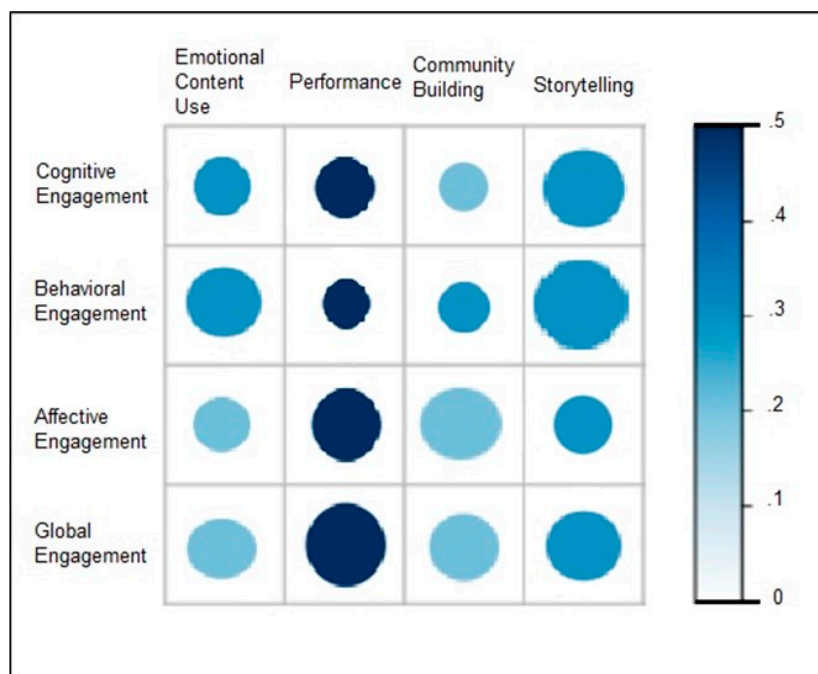 Emotional
Content
Use
Performance
Community
Building
Storytelling
Cognitive
Engagement
Behavioral
Engagement
Affective
Engagement
Global
Engagement
.5
.4
.3
.2
.1
0